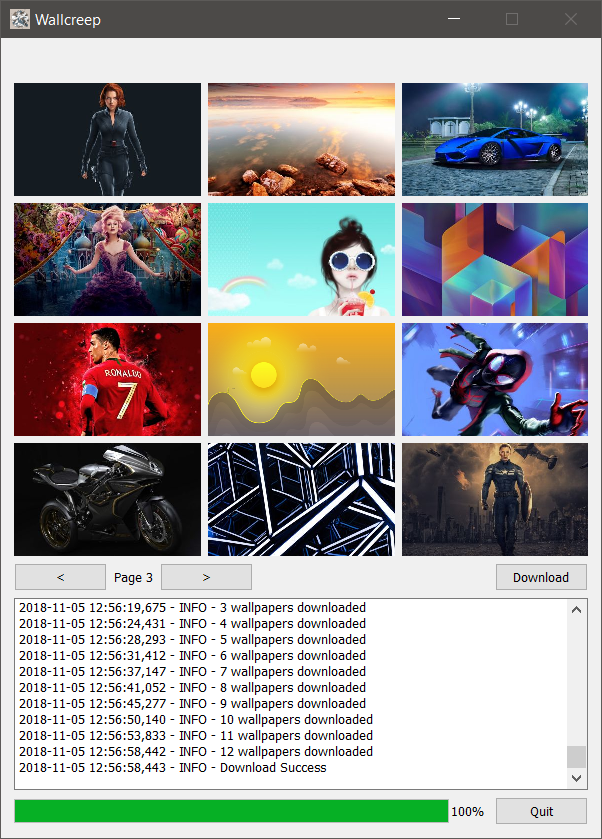 Wallcreep
RONALDO
7
< Page 3 > Download
2018-11-05 12:56:19,675 - INFO - 3 wallpapers downloaded
2018-11-05 12:56:24,431 - INFO - 4 wallpapers downloaded
2018-11-05 12:56:28,293 - INFO - 5 wallpapers downloaded
2018-11-05 12:56:31,412 - INFO - 6 wallpapers downloaded
2018-11-05 12:56:37,147 - INFO - 7 wallpapers downloaded
2018-11-05 12:56:41,052 - INFO - 8 wallpapers downloaded
2018-11-05 12:56:45,277 - INFO - 9 wallpapers downloaded
2018-11-05 12:56:50,140 - INFO - 10 wallpapers downloaded
2018-11-05 12:56:53,833 - INFO - 11 wallpapers downloaded
2018-11-05 12:56:58,442 - INFO - 12 wallpapers downloaded
2018-11-05 12:56:58,443 - INFO - Download Success
100% Quit